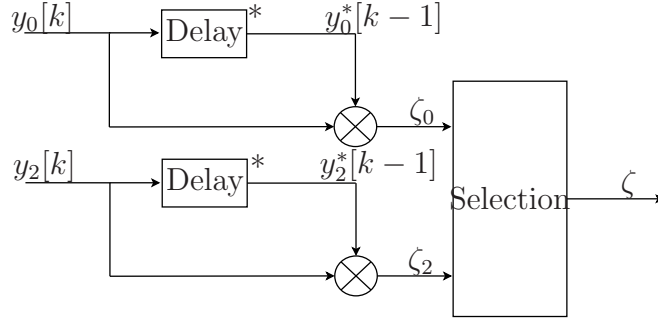 y_0[k] Delay * y_0^*[k−1]
ζ_0
y_2[k] Delay * y_2^*[k−1]
Selection ζ
ζ_2